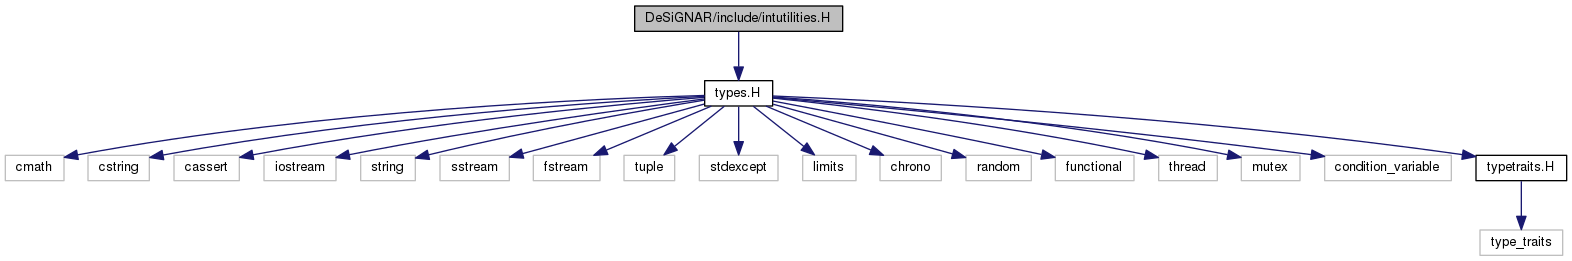 DeSiGNAR/include/intutilities.H
types.H
cmath
cstring
cassert
iostream
string
sstream
fstream
tuple
stdexcept
limits
chrono
random
functional
thread
mutex
condition_variable
typetraits.H
type_traits